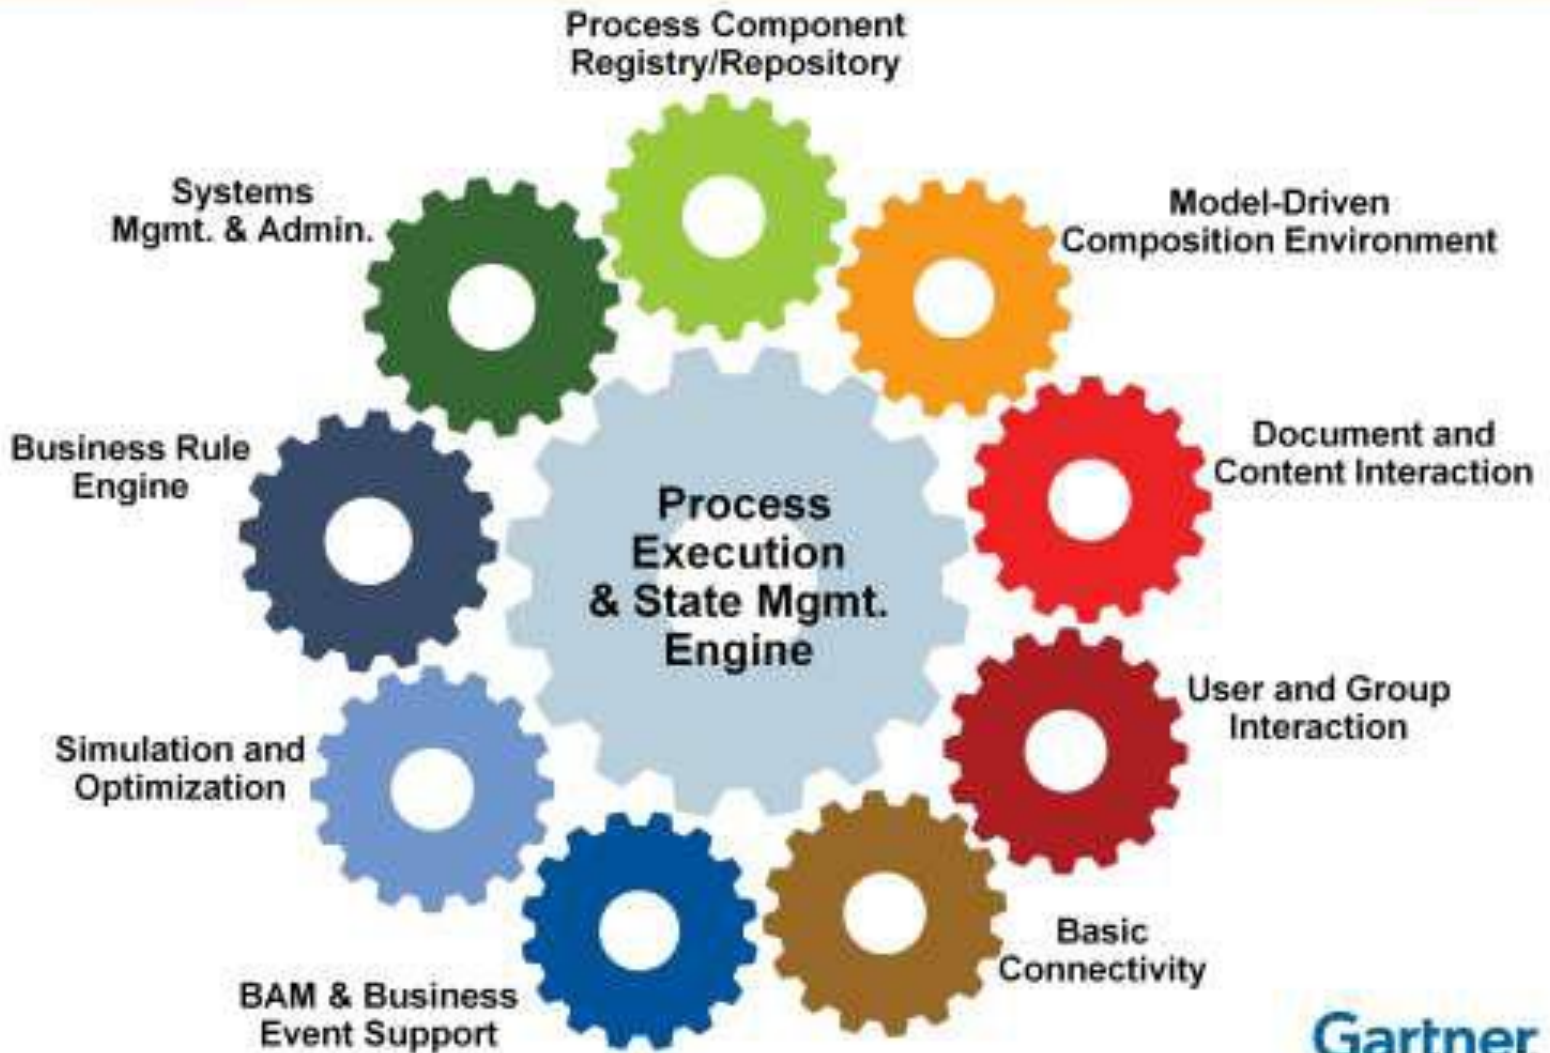 Process Component
Registry/Repository
Systems
Mgmt. & Admin.
Model-Driven
Composition Environment
Business Rule
Engine
Document and
Content Interaction
Process
Execution
& State Mgmt.
Engine
User and Group
Interaction
Simulation and
Optimization
Basic
Connectivity
BAM & Business
Event Support
Gartner